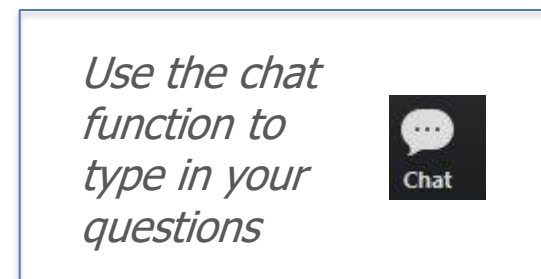 Use the chat
function to
type in your
questions
Chat